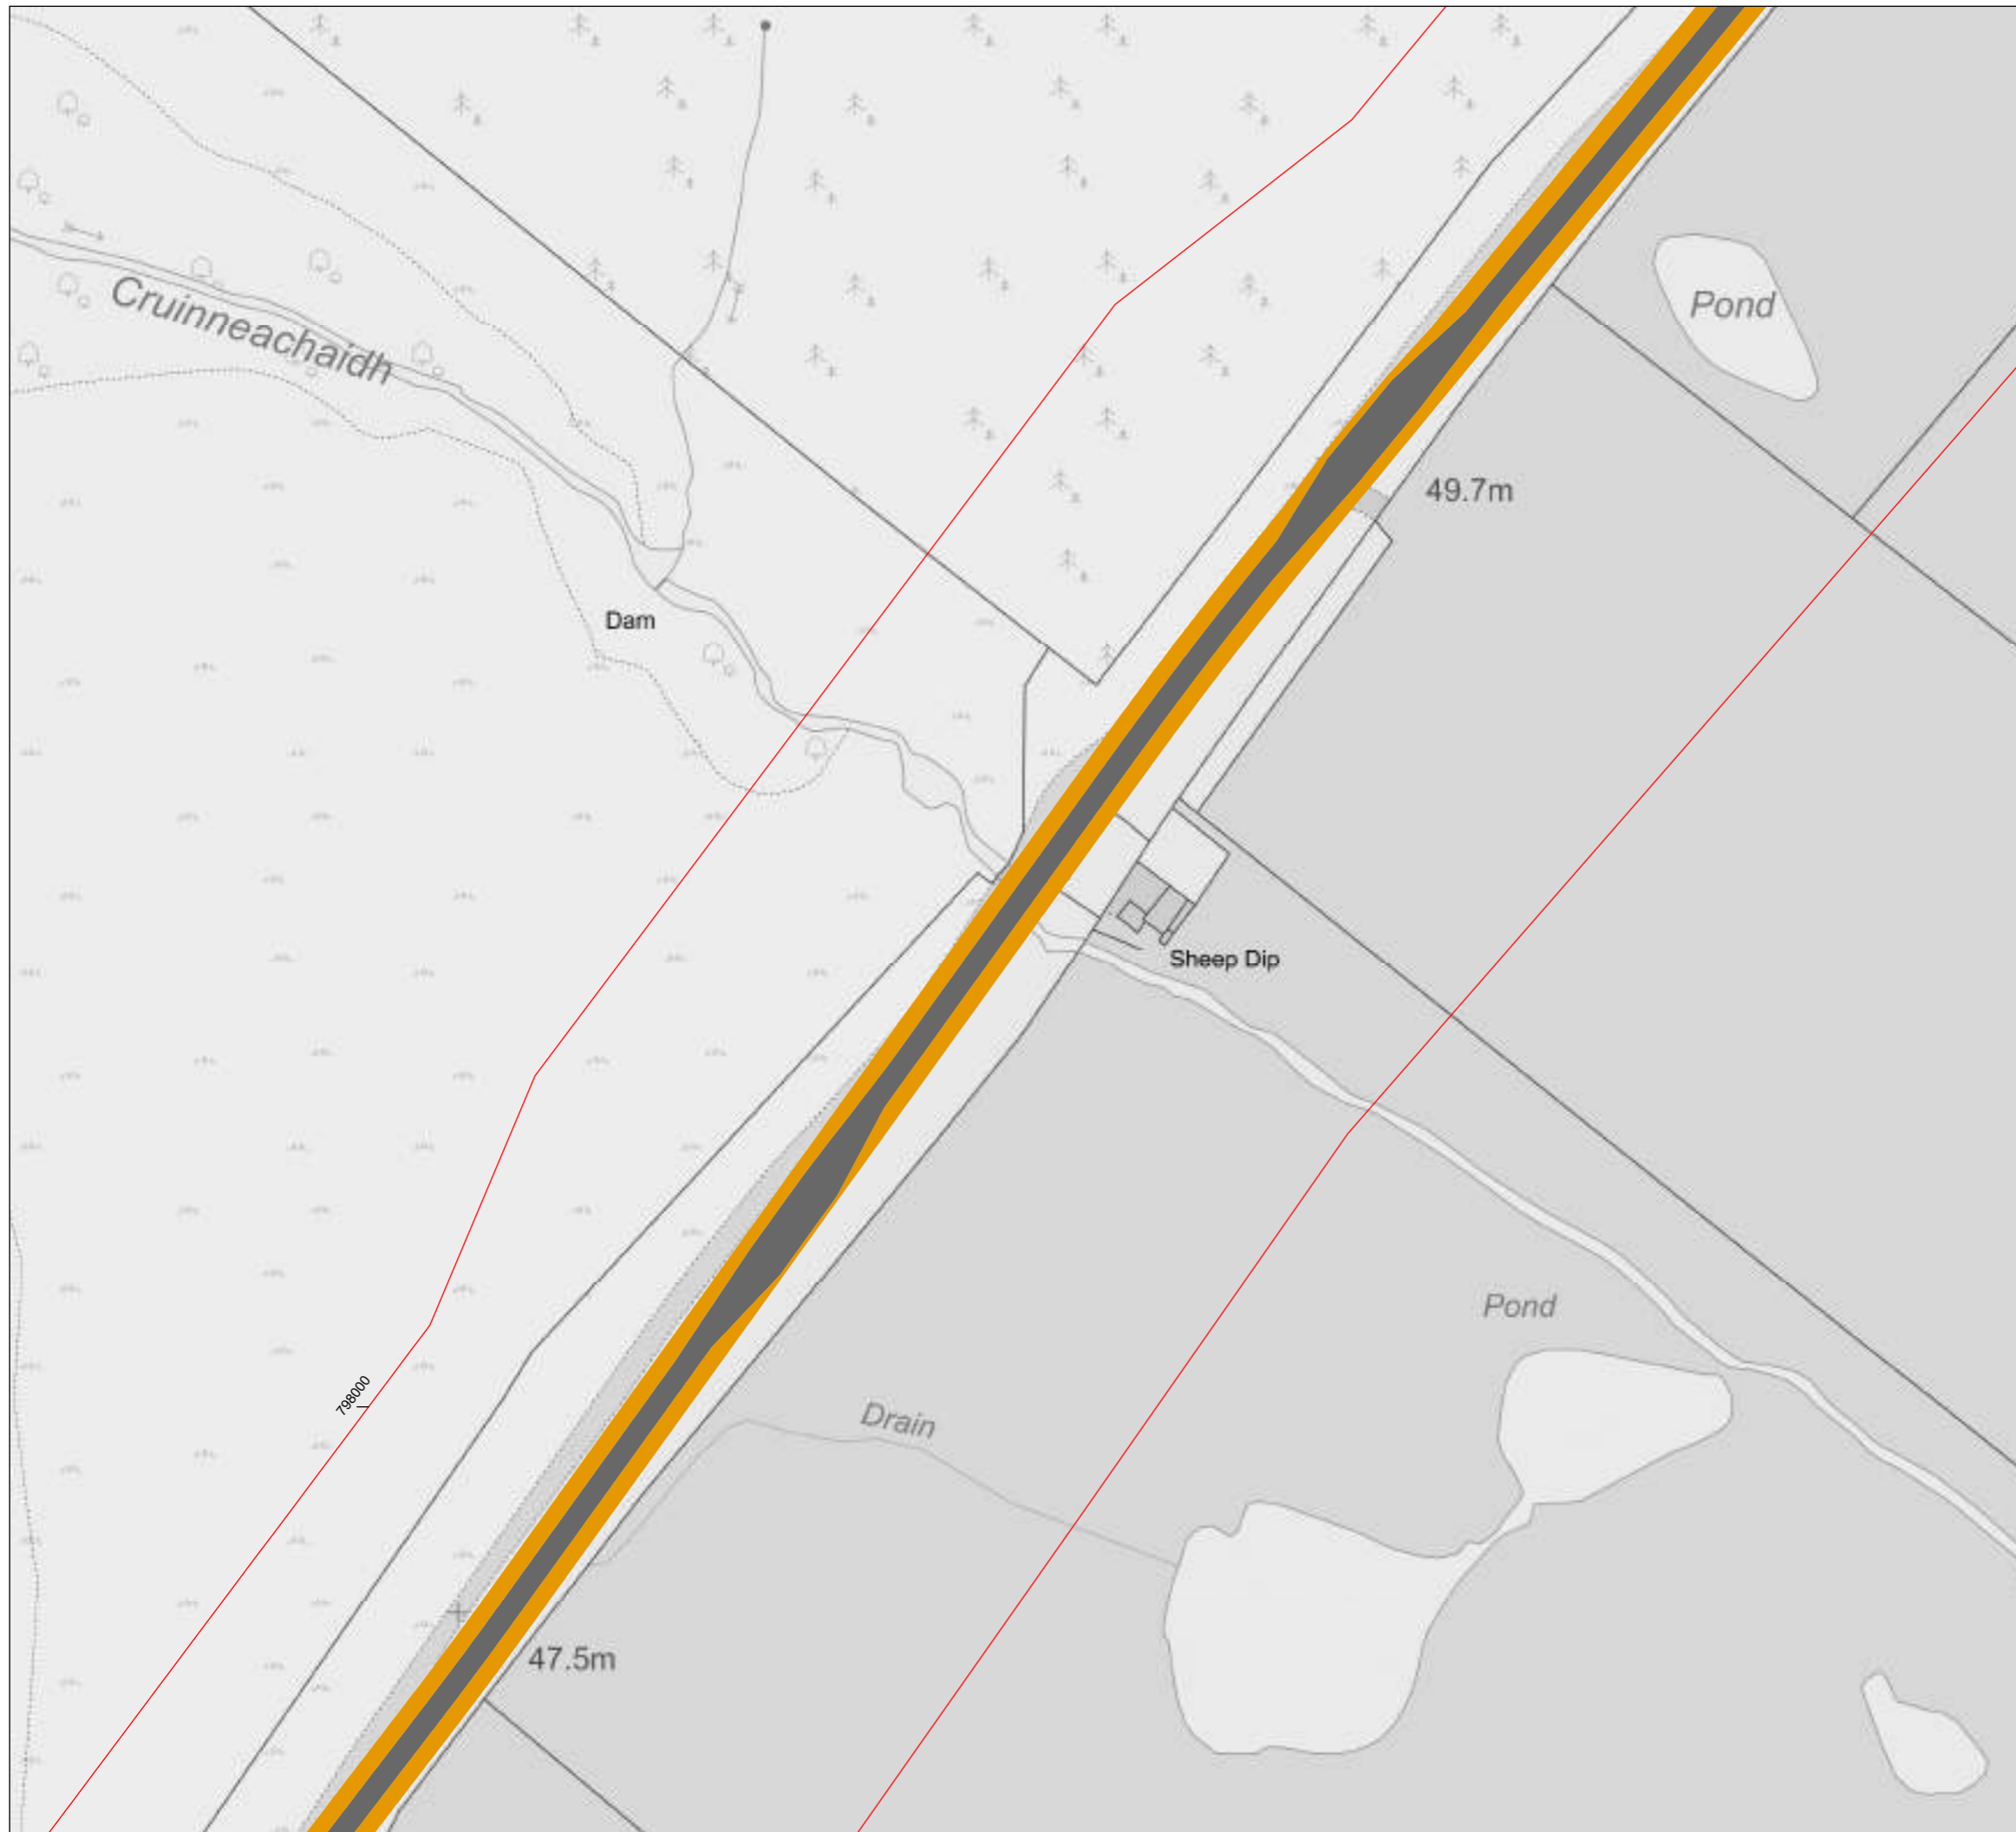 Cruinneachaidh
Pond
49.7m
Dam
Sheep Dip
Pond
798000
Drain
47.5m